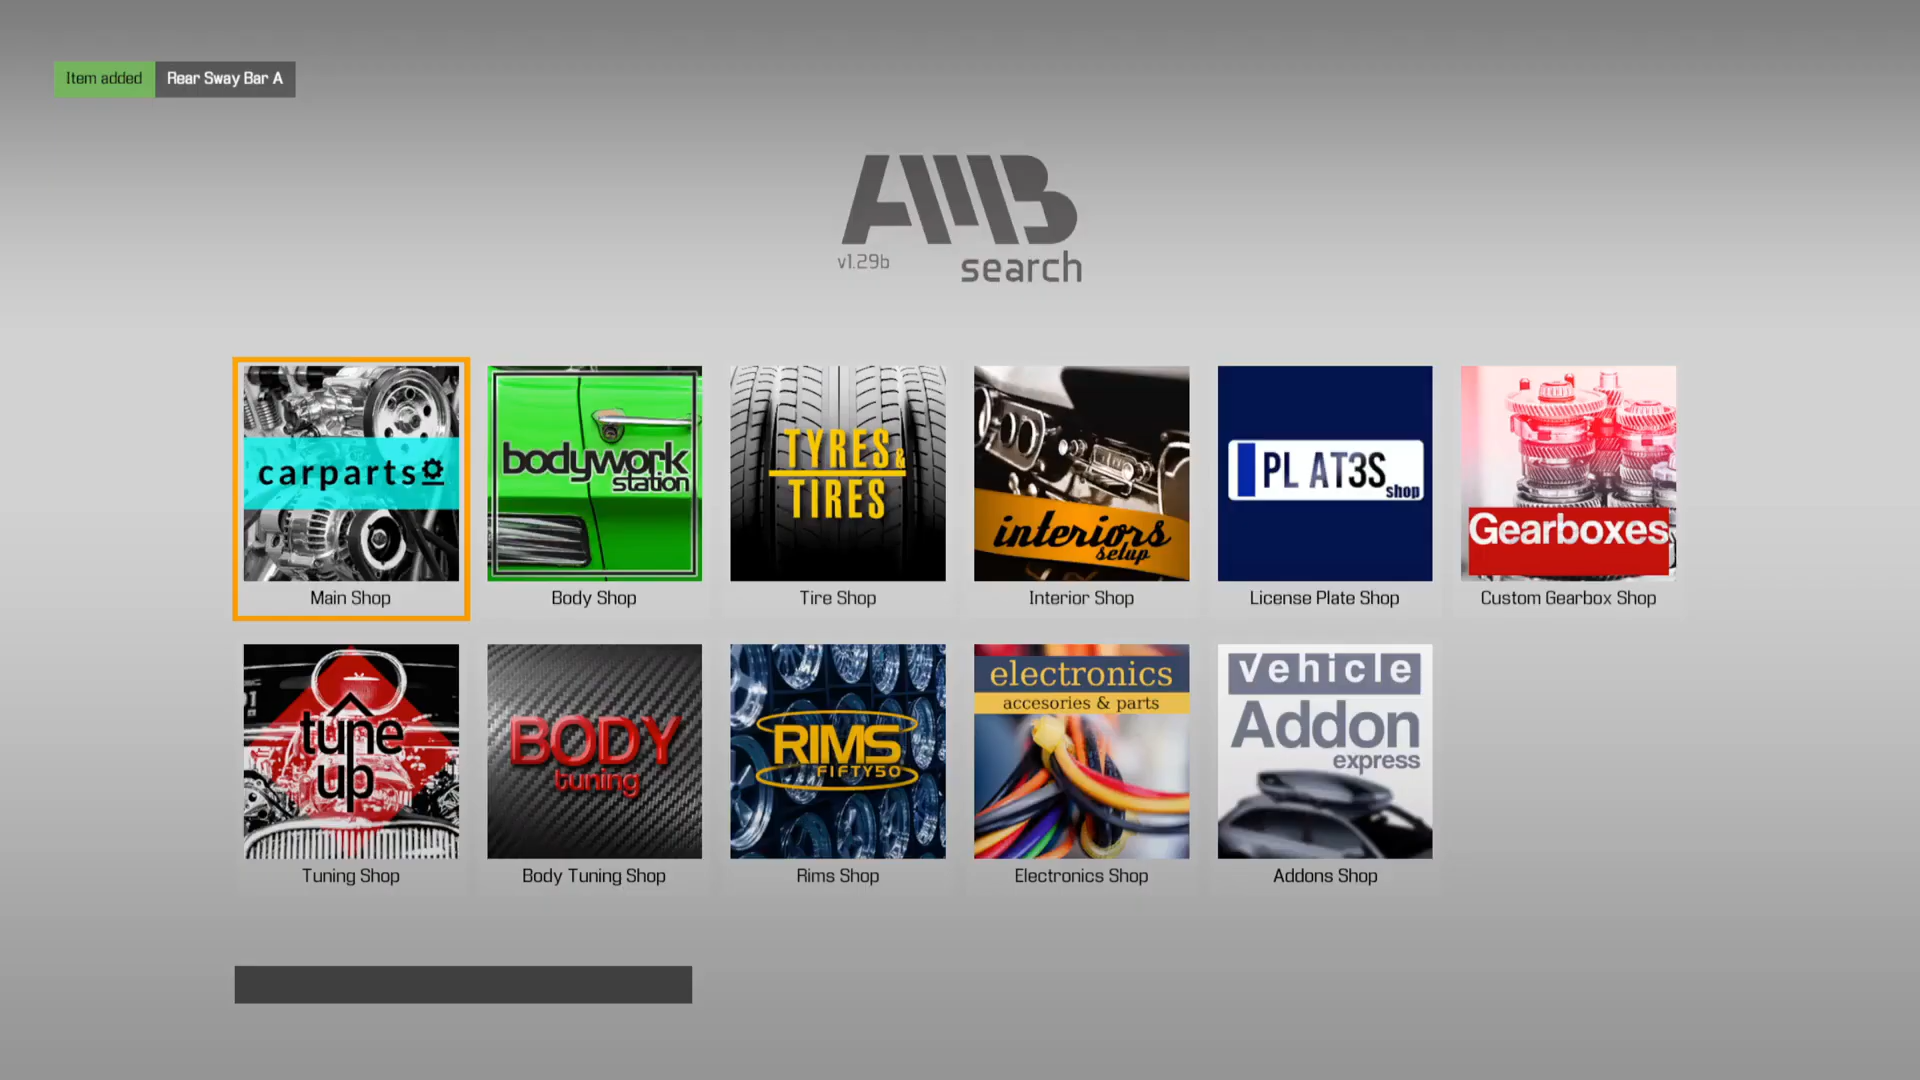 Item added Rear Sway Bar A
AMB
v1.29b search
carparts
Main Shop
bodywork
station
Body Shop
TYRES &
TIRES
Tire Shop
interiors
setup
Interior Shop
PL AT3S
shop
License Plate Shop
Gearboxes
Custom Gearbox Shop
tune
up
Tuning Shop
BODY
tuning
Body Tuning Shop
RIMS
FIFTY50
Rims Shop
electronics
accesories & parts
Electronics Shop
vehicle
Addon
express
Addons Shop